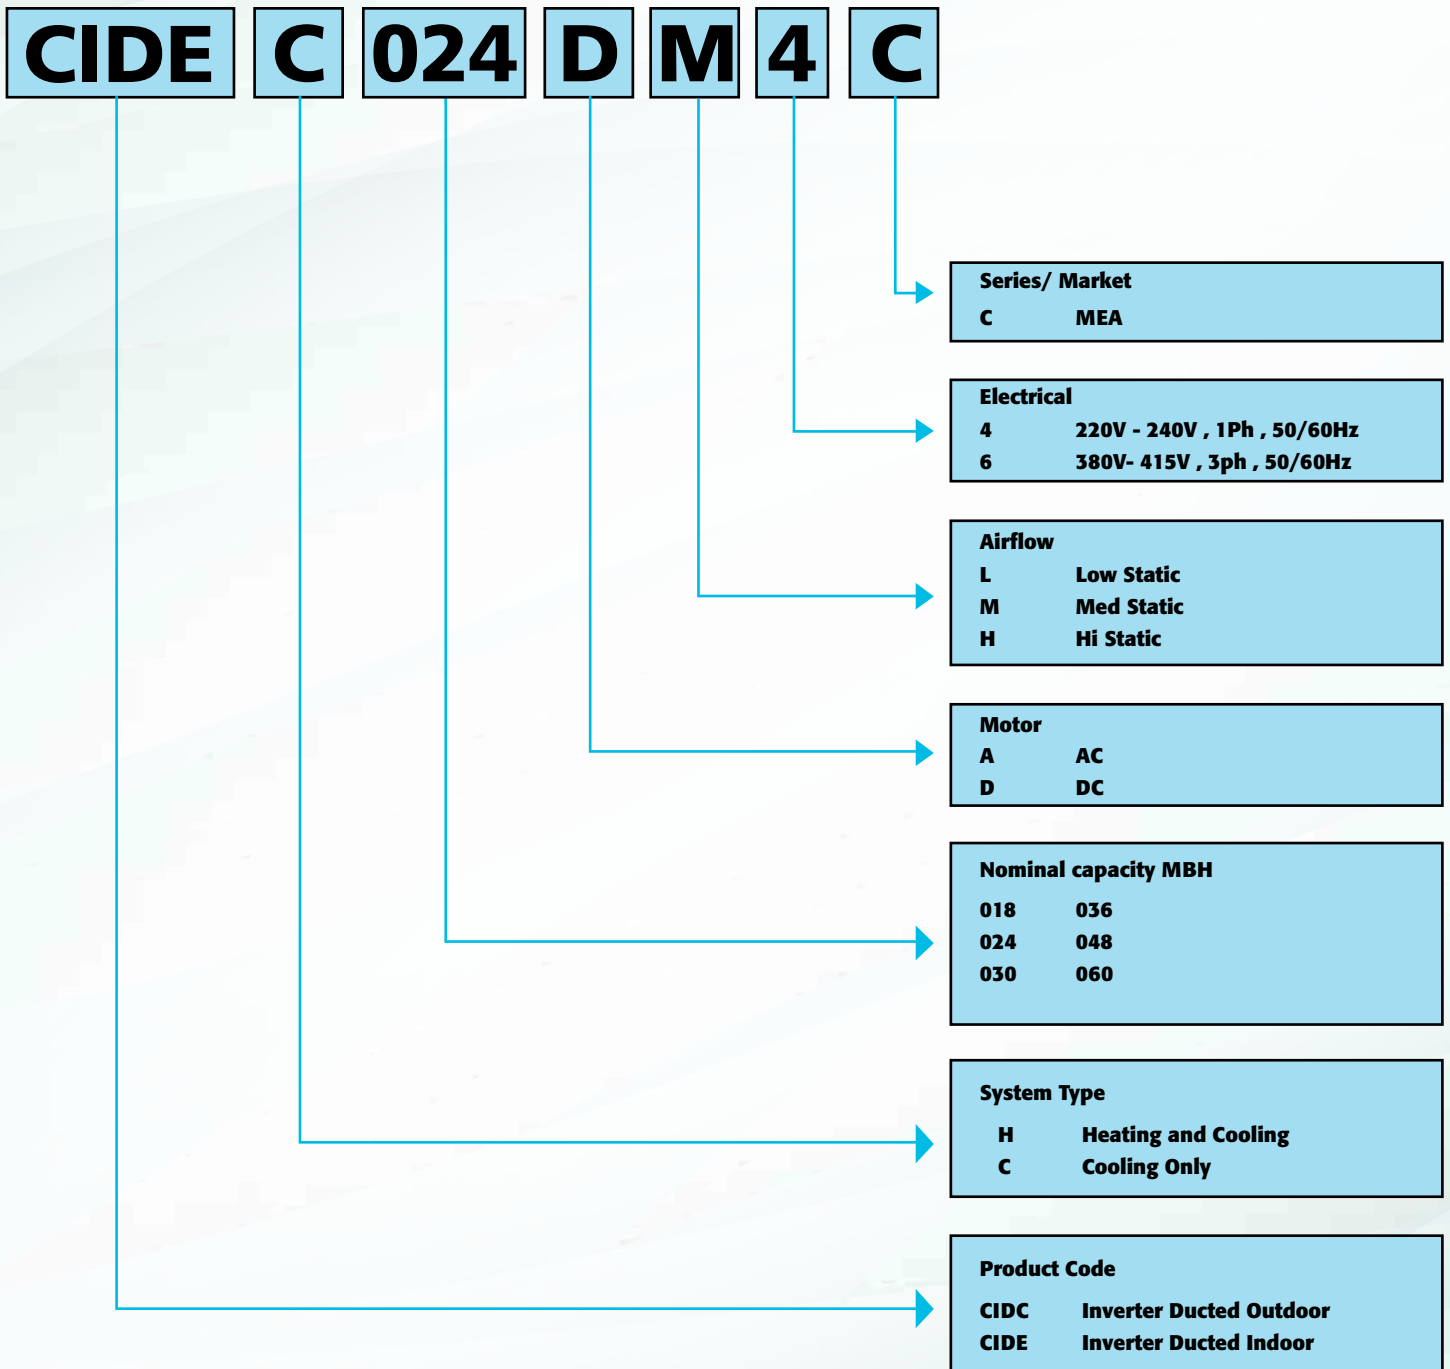 CIDE C 024 D M 4 C
Series/ Market
C MEA
Electrical
4 220V - 240V , 1Ph , 50/60Hz
6 380V- 415V , 3ph , 50/60Hz
Airflow
L Low Static
M Med Static
H Hi Static
Motor
A AC
D DC
Nominal capacity MBH
018 036
024 048
030 060
System Type
H Heating and Cooling
C Cooling Only
Product Code
CIDC Inverter Ducted Outdoor
CIDE Inverter Ducted Indoor